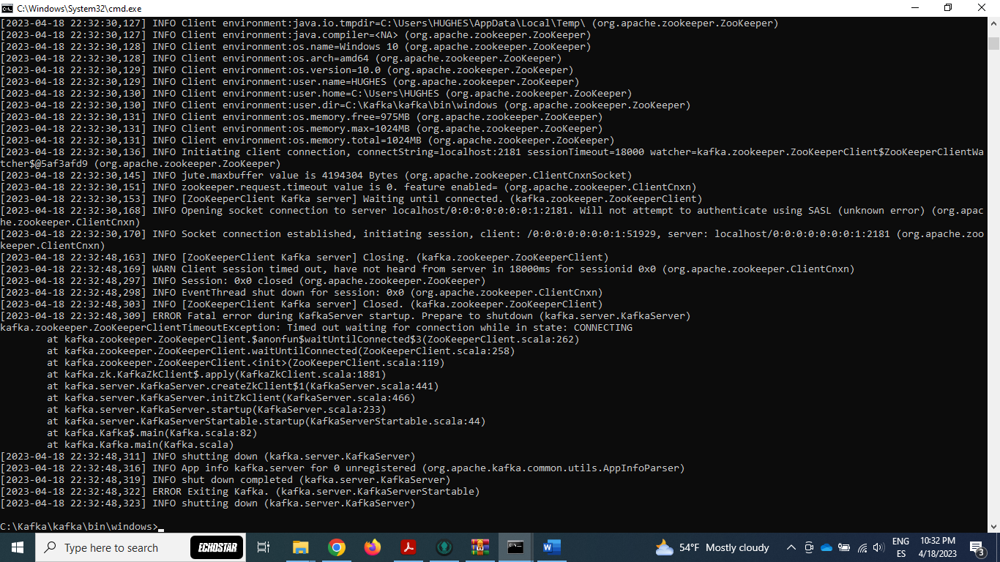 C:\Windows\System32\cmd.exe
[2023-04-18 22:32:30,127] INFO Client environment:java.io.tmpdir=C:\Users\HUGHES\AppData\Local\Temp\ (org.apache.zookeeper.ZooKeeper)
[2023-04-18 22:32:30,127] INFO Client environment:java.compiler=<NA> (org.apache.zookeeper.ZooKeeper)
[2023-04-18 22:32:30,128] INFO Client environment:os.name=Windows 10 (org.apache.zookeeper.ZooKeeper)
[2023-04-18 22:32:30,128] INFO Client environment:os.arch=amd64 (org.apache.zookeeper.ZooKeeper)
[2023-04-18 22:32:30,129] INFO Client environment:os.version=10.0 (org.apache.zookeeper.ZooKeeper)
[2023-04-18 22:32:30,129] INFO Client environment:user.name=HUGHES (org.apache.zookeeper.ZooKeeper)
[2023-04-18 22:32:30,130] INFO Client environment:user.home=C:\Users\HUGHES (org.apache.zookeeper.ZooKeeper)
[2023-04-18 22:32:30,130] INFO Client environment:user.dir=C:\Kafka\kafka\bin\windows (org.apache.zookeeper.ZooKeeper)
[2023-04-18 22:32:30,131] INFO Client environment:os.memory.free=975MB (org.apache.zookeeper.ZooKeeper)
[2023-04-18 22:32:30,131] INFO Client environment:os.memory.max=1024MB (org.apache.zookeeper.ZooKeeper)
[2023-04-18 22:32:30,131] INFO Client environment:os.memory.total=1024MB (org.apache.zookeeper.ZooKeeper)
[2023-04-18 22:32:30,136] INFO Initiating client connection, connectString=localhost:2181 sessionTimeout=18000 watcher=kafka.zookeeper.ZooKeeperClient$ZooKeeperClientWa
tcher$@5af3afd9 (org.apache.zookeeper.ZooKeeper)
[2023-04-18 22:32:30,145] INFO jute.maxbuffer value is 4194304 Bytes (org.apache.zookeeper.ClientCnxnSocket)
[2023-04-18 22:32:30,151] INFO zookeeper.request.timeout value is 0. feature enabled= (org.apache.zookeeper.ClientCnxn)
[2023-04-18 22:32:30,153] INFO [ZooKeeperClient Kafka server] Waiting until connected. (kafka.zookeeper.ZooKeeperClient)
[2023-04-18 22:32:30,168] INFO Opening socket connection to server localhost/0:0:0:0:0:0:0:1:2181. Will not attempt to authenticate using SASL (unknown error) (org.apac
he.zookeeper.ClientCnxn)
[2023-04-18 22:32:30,170] INFO Socket connection established, initiating session, client: /0:0:0:0:0:0:0:1:51929, server: localhost/0:0:0:0:0:0:0:1:2181 (org.apache.zoo
keeper.ClientCnxn)
[2023-04-18 22:32:48,163] INFO [ZooKeeperClient Kafka server] Closing. (kafka.zookeeper.ZooKeeperClient)
[2023-04-18 22:32:48,169] WARN Client session timed out, have not heard from server in 18000ms for sessionid 0x0 (org.apache.zookeeper.ClientCnxn)
[2023-04-18 22:32:48,297] INFO Session: 0x0 closed (org.apache.zookeeper.ZooKeeper)
[2023-04-18 22:32:48,298] INFO EventThread shut down for session: 0x0 (org.apache.zookeeper.ClientCnxn)
[2023-04-18 22:32:48,303] INFO [ZooKeeperClient Kafka server] Closed. (kafka.zookeeper.ZooKeeperClient)
[2023-04-18 22:32:48,309] ERROR Fatal error during KafkaServer startup. Prepare to shutdown (kafka.server.KafkaServer)
kafka.zookeeper.ZooKeeperClientTimeoutException: Timed out waiting for connection while in state: CONNECTING
at kafka.zookeeper.ZooKeeperClient.$anonfun$waitUntilConnected$3(ZooKeeperClient.scala:262)
at kafka.zookeeper.ZooKeeperClient.waitUntilConnected(ZooKeeperClient.scala:258)
at kafka.zookeeper.ZooKeeperClient.<init>(ZooKeeperClient.scala:119)
at kafka.zk.KafkaZkClient$.apply(KafkaZkClient.scala:1881)
at kafka.server.KafkaServer.createZkClient$1(KafkaServer.scala:441)
at kafka.server.KafkaServer.initZkClient(KafkaServer.scala:466)
at kafka.server.KafkaServer.startup(KafkaServer.scala:233)
at kafka.server.KafkaServerStartable.startup(KafkaServerStartable.scala:44)
at kafka.Kafka$.main(Kafka.scala:82)
at kafka.Kafka.main(Kafka.scala)
[2023-04-18 22:32:48,311] INFO shutting down (kafka.server.KafkaServer)
[2023-04-18 22:32:48,316] INFO App info kafka.server for 0 unregistered (org.apache.kafka.common.utils.AppInfoParser)
[2023-04-18 22:32:48,319] INFO shut down completed (kafka.server.KafkaServer)
[2023-04-18 22:32:48,322] ERROR Exiting Kafka. (kafka.server.KafkaServerStartable)
[2023-04-18 22:32:48,323] INFO shutting down (kafka.server.KafkaServer)
C:\Kafka\kafka\bin\windows>
Type here to search
ECHOSTAR
54°F Mostly cloudy
ENG
ES
10:32 PM
4/18/2023
3